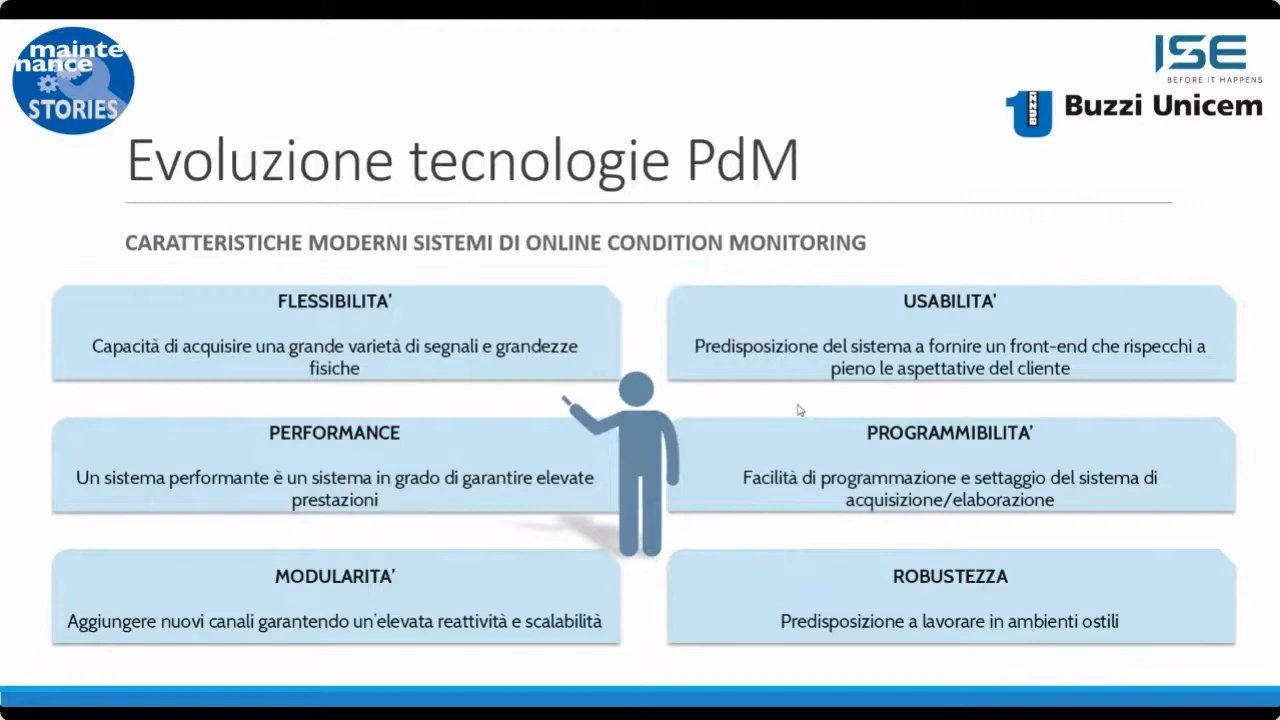 mainte
nance
STORIES
ISE
BEFORE IT HAPPENS
BUZZI
Buzzi Unicem
Evoluzione tecnologie PdM
CARATTERISTICHE MODERNI SISTEMI DI ONLINE CONDITION MONITORING
FLESSIBILITA'
Capacità di acquisire una grande varietà di segnali e grandezze
fisiche
USABILITA'
Predisposizione del sistema a fornire un front-end che rispecchi a
pieno le aspettative del cliente
PERFORMANCE
Un sistema performante è un sistema in grado di garantire elevate
prestazioni
PROGRAMMIBILITA'
Facilità di programmazione e settaggio del sistema di
acquisizione/elaborazione
MODULARITA'
Aggiungere nuovi canali garantendo un'elevata reattività e scalabilità
ROBUSTEZZA
Predisposizione a lavorare in ambienti ostili